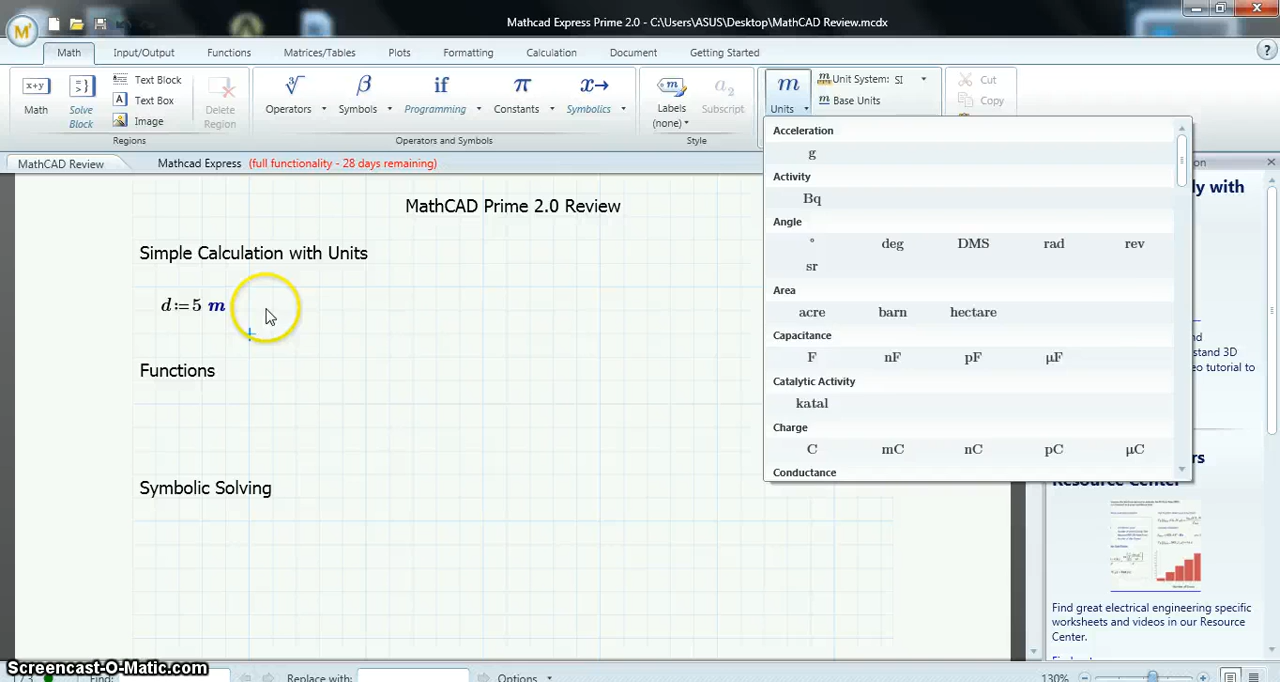 Mathcad Express Prime 2.0 - C:\Users\ASUS\Desktop\MathCAD Review.mcdx
Math Input/Output Functions Matrices/Tables Plots Formatting Calculation Document Getting Started
Math Solve Block Text Block Text Box Image Delete Region
Regions
Operators Symbols Programming Constants Symbolics
Operators and Symbols
Labels (none) Subscript
Style
Units Unit System: SI
Base Units
Cut
Copy
MathCAD Review Mathcad Express (full functionality - 28 days remaining)
MathCAD Prime 2.0 Review
Simple Calculation with Units
d:=5 m
Functions
Symbolic Solving
Acceleration
g
Activity
Bq
Angle
° deg DMS rad rev
sr
Area
acre barn hectare
Capacitance
F nF pF μF
Catalytic Activity
katal
Charge
C mC nC pC μC
Conductance
with
3D
tutorial to
Resource Center
Find great electrical engineering specific
worksheets and videos in our Resource
Center.
Screencast-O-Matic.com
Find: Replace with: Options 130%